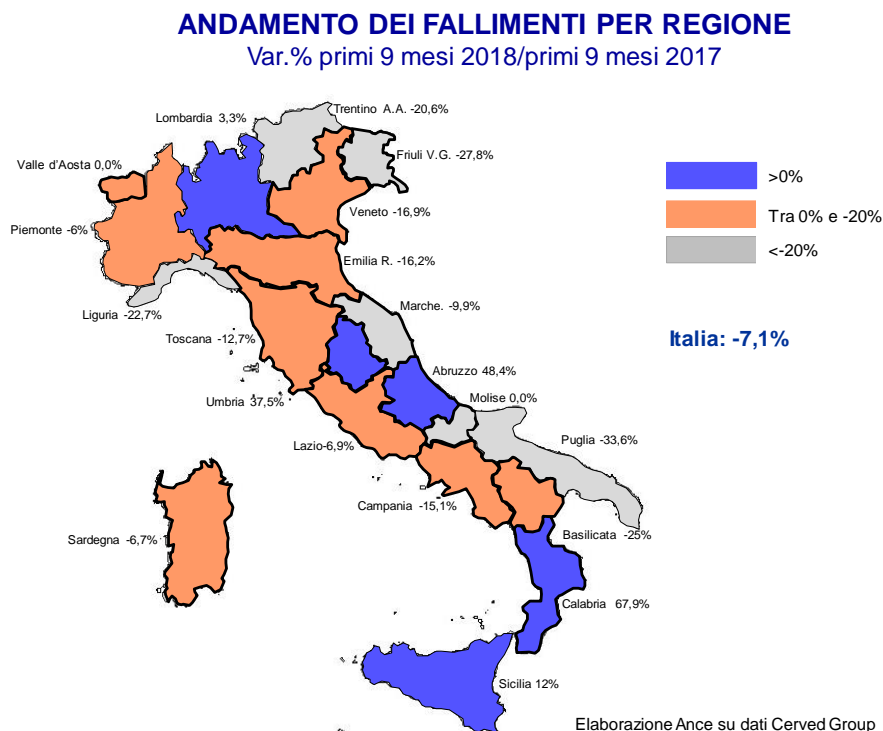 ANDAMENTO DEI FALLIMENTI PER REGIONE
Var.% primi 9 mesi 2018/primi 9 mesi 2017
Trentino A.A. -20,6%
Lombardia 3,3%
Friuli V.G. -27,8%
Valle d'Aosta 0,0%
>0%
Veneto -16,9%
Tra 0% e -20%
Piemonte -6%
<-20%
Emilia R. -16,2%
Marche. -9,9%
Liguria -22,7%
Toscana -12,7%
Italia: -7,1%
Abruzzo 48,4%
Umbria 37,5%
Molise 0,0%
Lazio-6,9%
Puglia -33,6%
Campania -15,1%
Basilicata -25%
Sardegna -6,7%
Calabria 67,9%
Sicilia 12%
Elaborazione Ance su dati Cerved Group